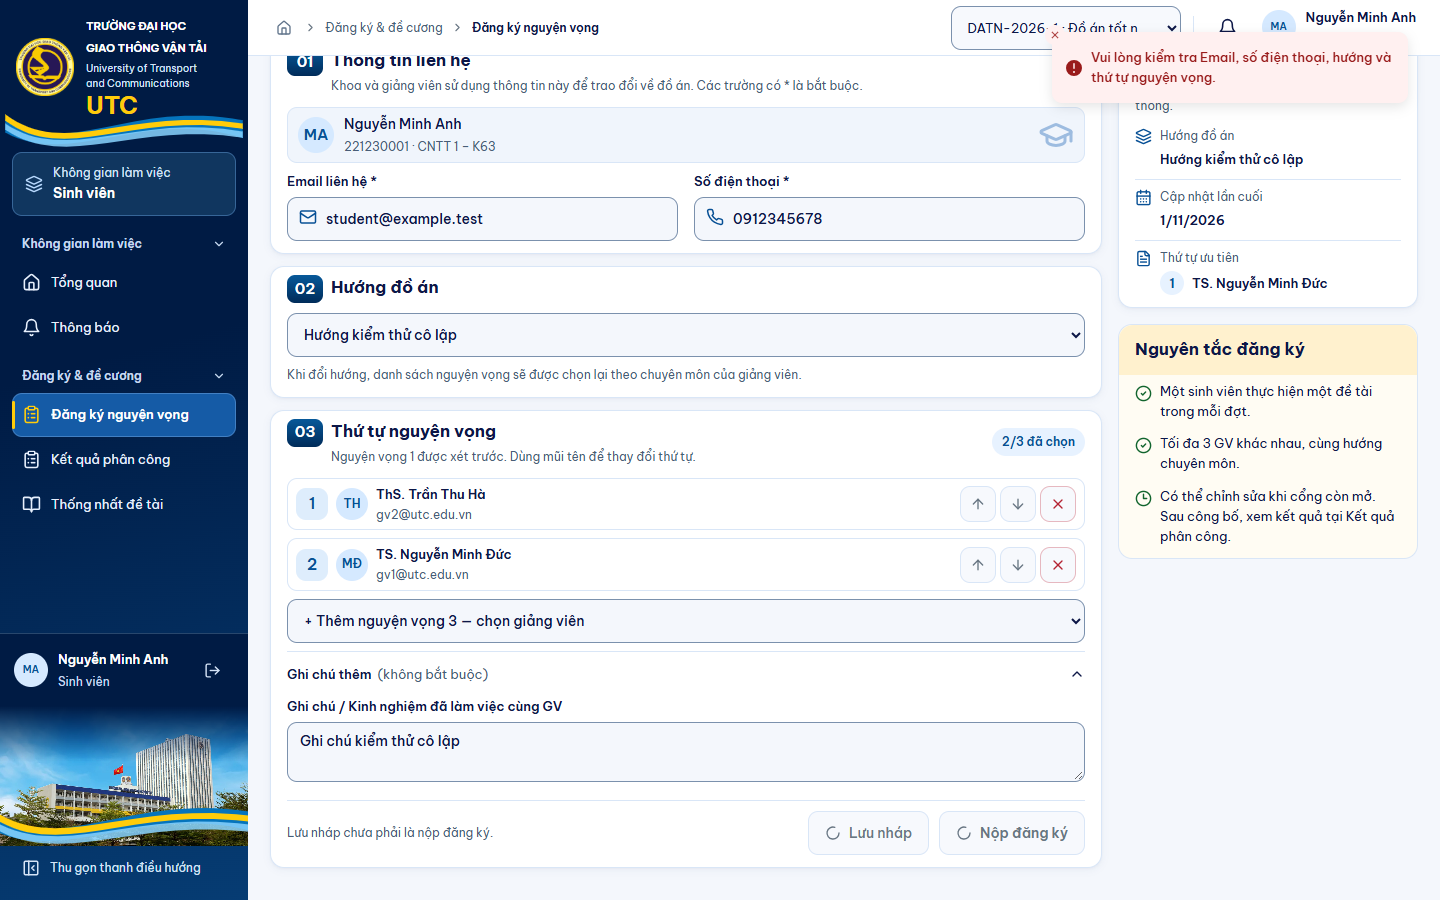 TRƯỜNG ĐẠI HỌC
GIAO THÔNG VẬN TẢI
University of Transport
and Communications
UTC
Không gian làm việc
Sinh viên
Không gian làm việc
Tổng quan
Thông báo
Đăng ký & đề cương
Đăng ký nguyện vọng
Kết quả phân công
Thống nhất đề tài
MA
Nguyễn Minh Anh
Sinh viên
Thu gọn thanh điều hướng
Đăng ký & đề cương
Đăng ký nguyện vọng
DATN-2026-1 · Đồ án tốt n
MA
Nguyễn Minh Anh
Vui lòng kiểm tra Email, số điện thoại, hướng và
thứ tự nguyện vọng.
01
Thông tin liên hệ
Khoa và giảng viên sử dụng thông tin này để trao đổi về đồ án. Các trường có * là bắt buộc.
MA
Nguyễn Minh Anh
221230001 · CNTT 1 – K63
Email liên hệ *
Số điện thoại *
student@example.test
0912345678
02
Hướng đồ án
Hướng kiểm thử cô lập
Khi đổi hướng, danh sách nguyện vọng sẽ được chọn lại theo chuyên môn của giảng viên.
03
Thứ tự nguyện vọng
Nguyện vọng 1 được xét trước. Dùng mũi tên để thay đổi thứ tự.
2/3 đã chọn
1
TH
ThS. Trần Thu Hà
gv2@utc.edu.vn
2
MĐ
TS. Nguyễn Minh Đức
gv1@utc.edu.vn
+ Thêm nguyện vọng 3 — chọn giảng viên
Ghi chú thêm (không bắt buộc)
Ghi chú / Kinh nghiệm đã làm việc cùng GV
Ghi chú kiểm thử cô lập
Lưu nháp chưa phải là nộp đăng ký.
Lưu nháp
Nộp đăng ký
thống.
Hướng đồ án
Hướng kiểm thử cô lập
Cập nhật lần cuối
1/11/2026
Thứ tự ưu tiên
1
TS. Nguyễn Minh Đức
Nguyên tắc đăng ký
Một sinh viên thực hiện một đề tài
trong mỗi đợt.
Tối đa 3 GV khác nhau, cùng hướng
chuyên môn.
Có thể chỉnh sửa khi cổng còn mở.
Sau công bố, xem kết quả tại Kết quả
phân công.